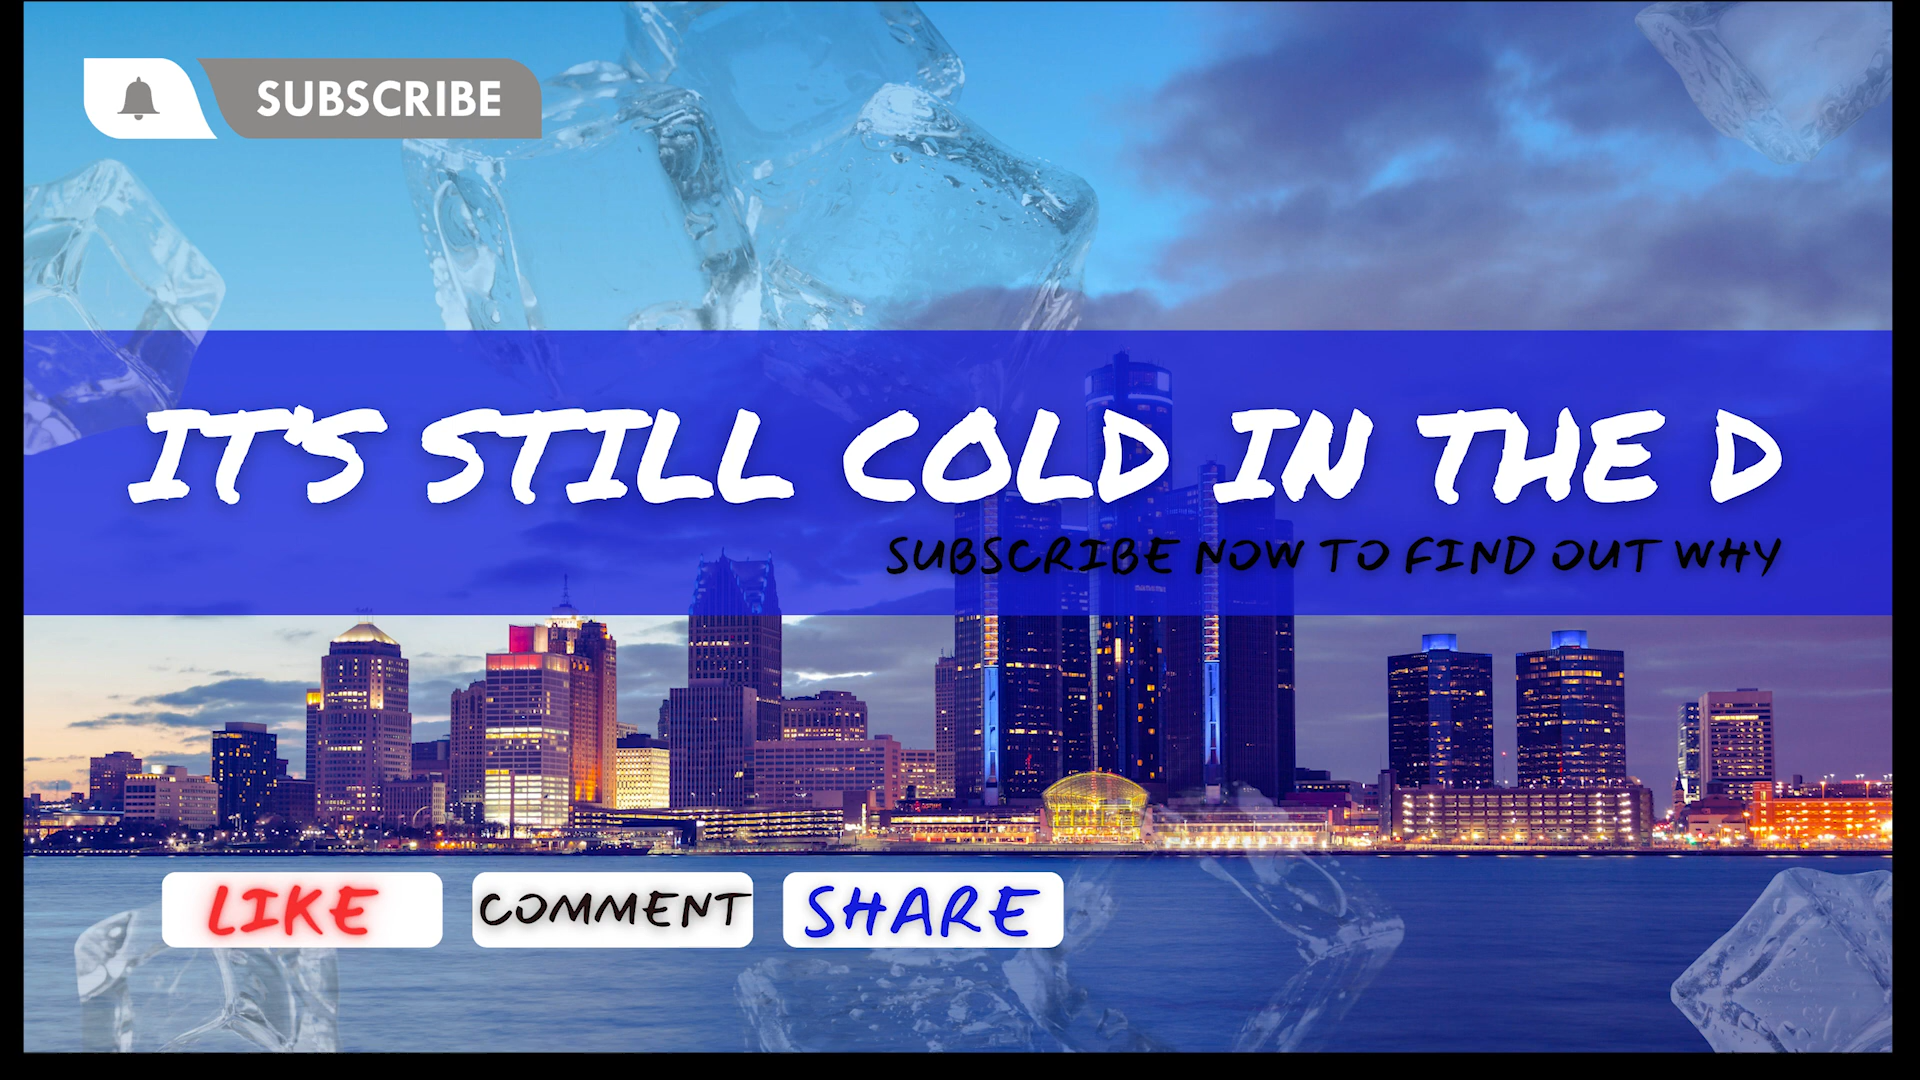 SUBSCRIBE
IT'S STILL COLD IN THE D
SUBSCRIBE NOW TO FIND OUT WHY
LIKE COMMENT SHARE